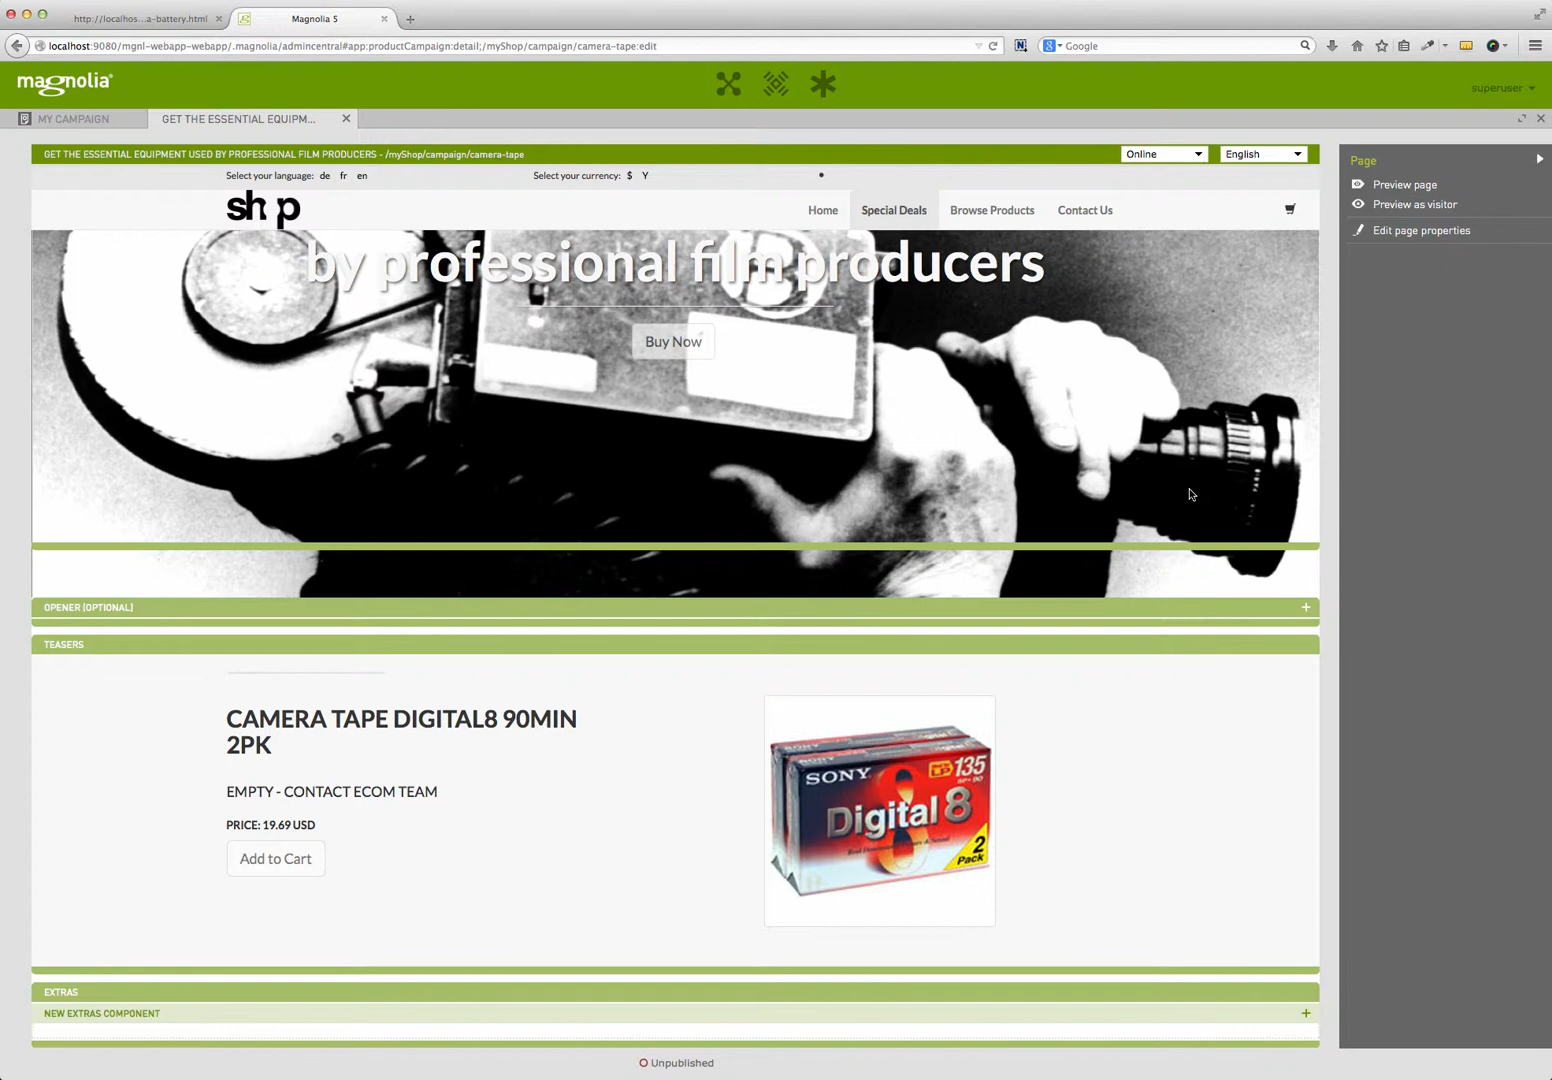 http://localhos...a-battery.html
Magnolia 5
localhost:9080/mgnl-webapp-webapp/.magnolia/admincentral#app:productCampaign:detail;/myShop/campaign/camera-tape:edit
Google
magnolia
superuser
MY CAMPAIGN
GET THE ESSENTIAL EQUIPM...
GET THE ESSENTIAL EQUIPMENT USED BY PROFESSIONAL FILM PRODUCERS - /myShop/campaign/camera-tape
Online
English
Page
Select your language: de fr en
Select your currency: $ Y
Preview page
Preview as visitor
Edit page properties
shop
Home
Special Deals
Browse Products
Contact Us
by professional film producers
Buy Now
OPENER (OPTIONAL)
TEASERS
CAMERA TAPE DIGITAL8 90MIN
2PK
EMPTY - CONTACT ECOM TEAM
PRICE: 19.69 USD
Add to Cart
SONY
135
Digital 8
2
Pack
EXTRAS
NEW EXTRAS COMPONENT
Unpublished